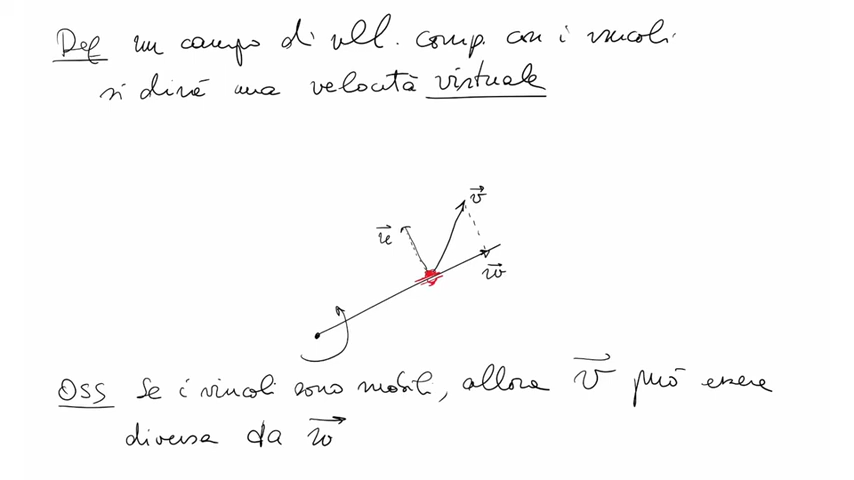 Def un campo di vel. comp. con i vincoli
si dirà una velocità virtuale
v
u
w
OSS Se i vincoli sono mobili, allora v può essere
diversa da w